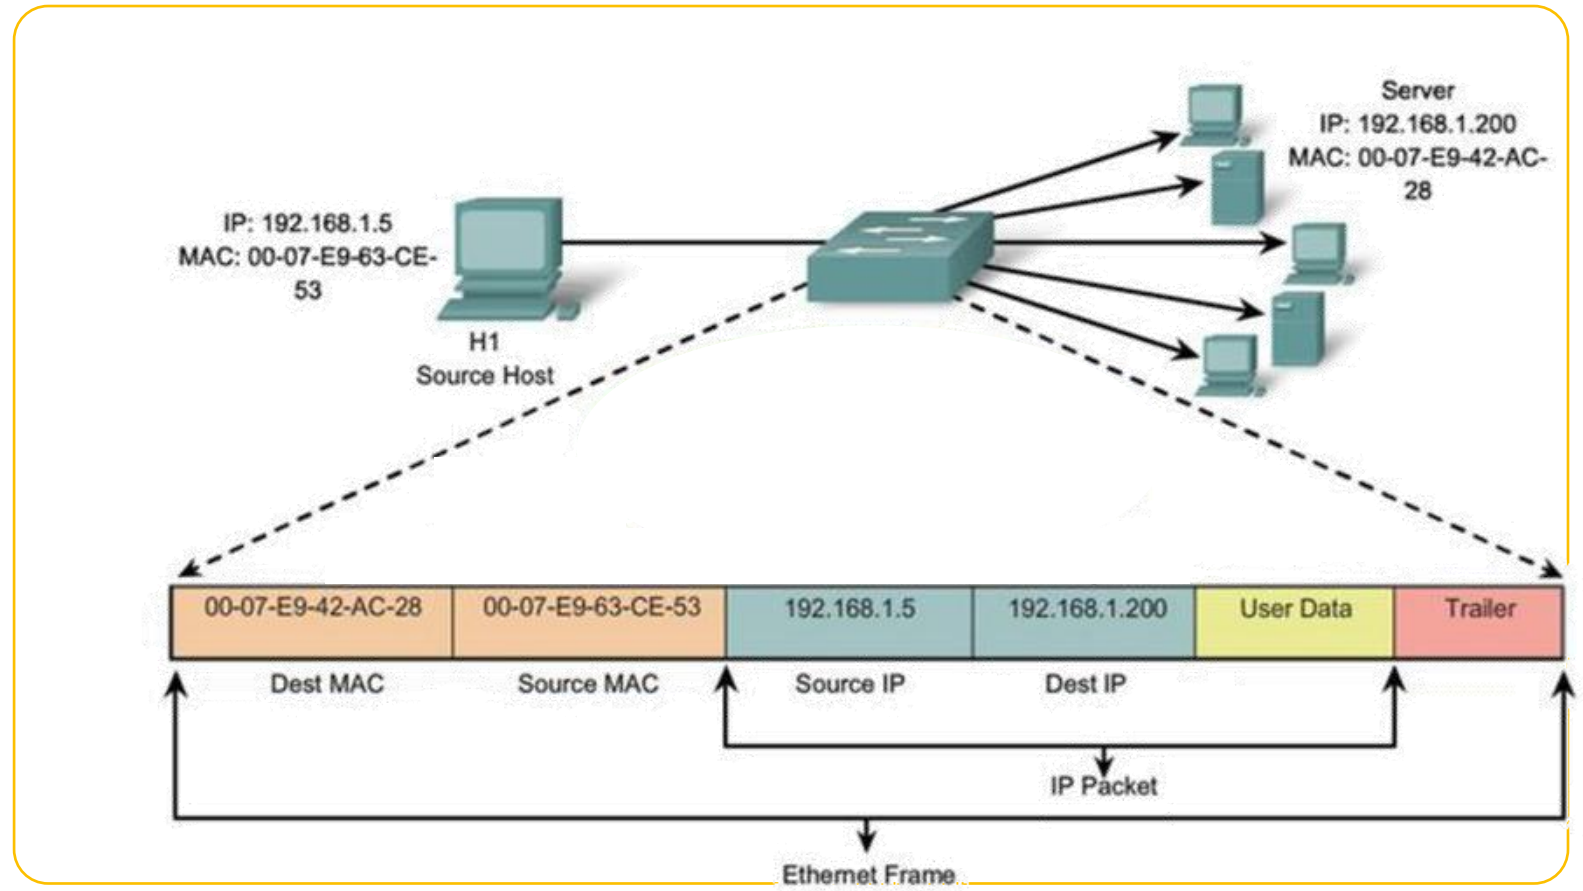 Server
IP: 192.168.1.200
MAC: 00-07-E9-42-AC-
28
IP: 192.168.1.5
MAC: 00-07-E9-63-CE-
53
H1
Source Host
00-07-E9-42-AC-28
00-07-E9-63-CE-53
192.168.1.5
192.168.1.200
User Data
Trailer
Dest MAC
Source MAC
Source IP
Dest IP
IP Packet
Ethernet Frame